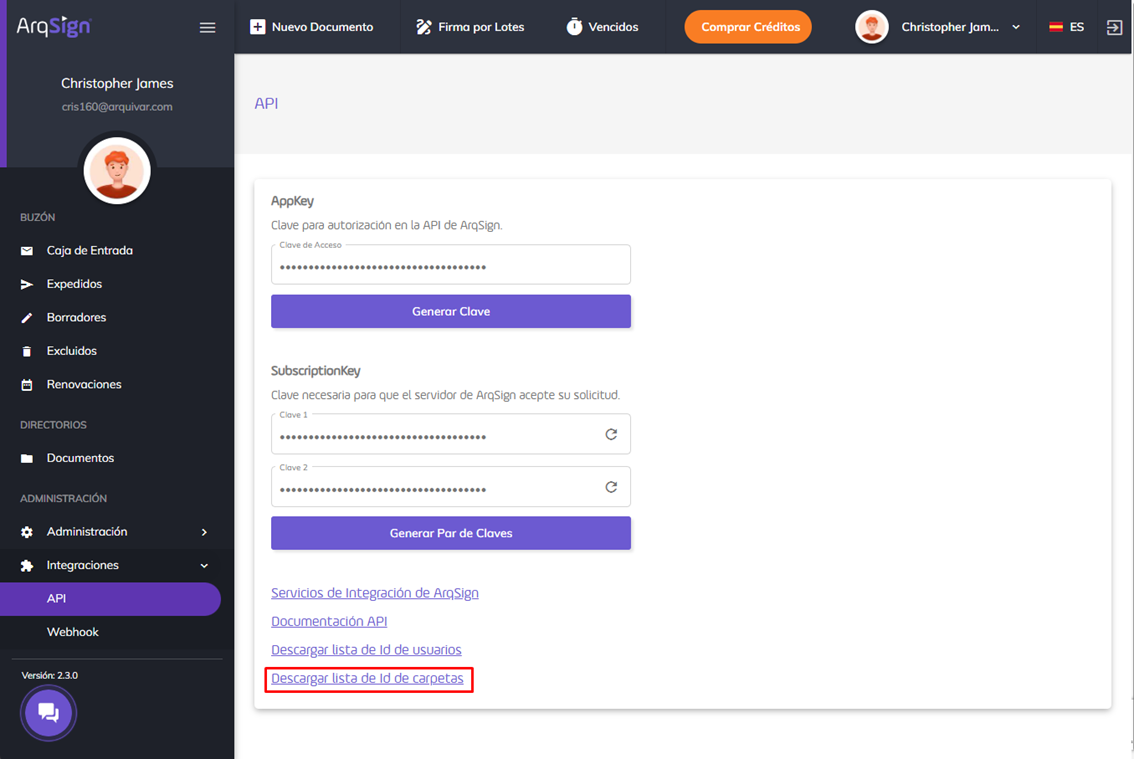 ArqSign
Nuevo Documento
Firma por Lotes
Vencidos
Comprar Créditos
Christopher Jam...
ES
Christopher James
cris160@arquivar.com
BUZÓN
Caja de Entrada
Expedidos
Borradores
Excluidos
Renovaciones
DIRECTORIOS
Documentos
ADMINISTRACIÓN
Administración
Integraciones
API
Webhook
Versión: 2.3.0
API
AppKey
Clave para autorización en la API de ArqSign.
Clave de Acceso
••••••••••••••••••••••••••••••••••••
Generar Clave
SubscriptionKey
Clave necesaria para que el servidor de ArqSign acepte su solicitud.
Clave 1
••••••••••••••••••••••••••••••••••••
Clave 2
••••••••••••••••••••••••••••••••••••
Generar Par de Claves
Servicios de Integración de ArqSign
Documentación API
Descargar lista de Id de usuarios
Descargar lista de Id de carpetas